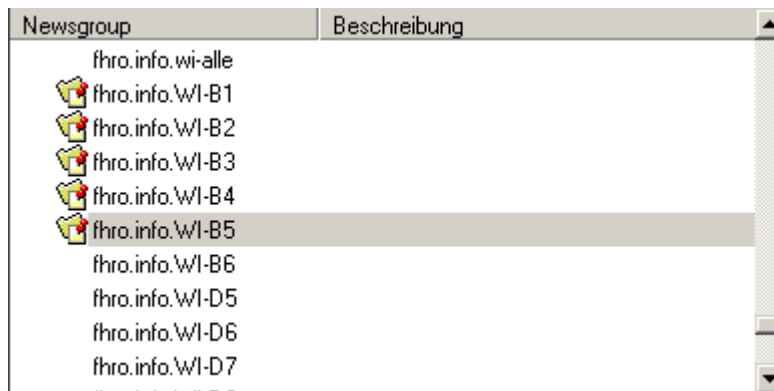 Newsgroup Beschreibung
fhro.info.wi-alle
fhro.info.WI-B1
fhro.info.WI-B2
fhro.info.WI-B3
fhro.info.WI-B4
fhro.info.WI-B5
fhro.info.WI-B6
fhro.info.WI-D5
fhro.info.WI-D6
fhro.info.WI-D7